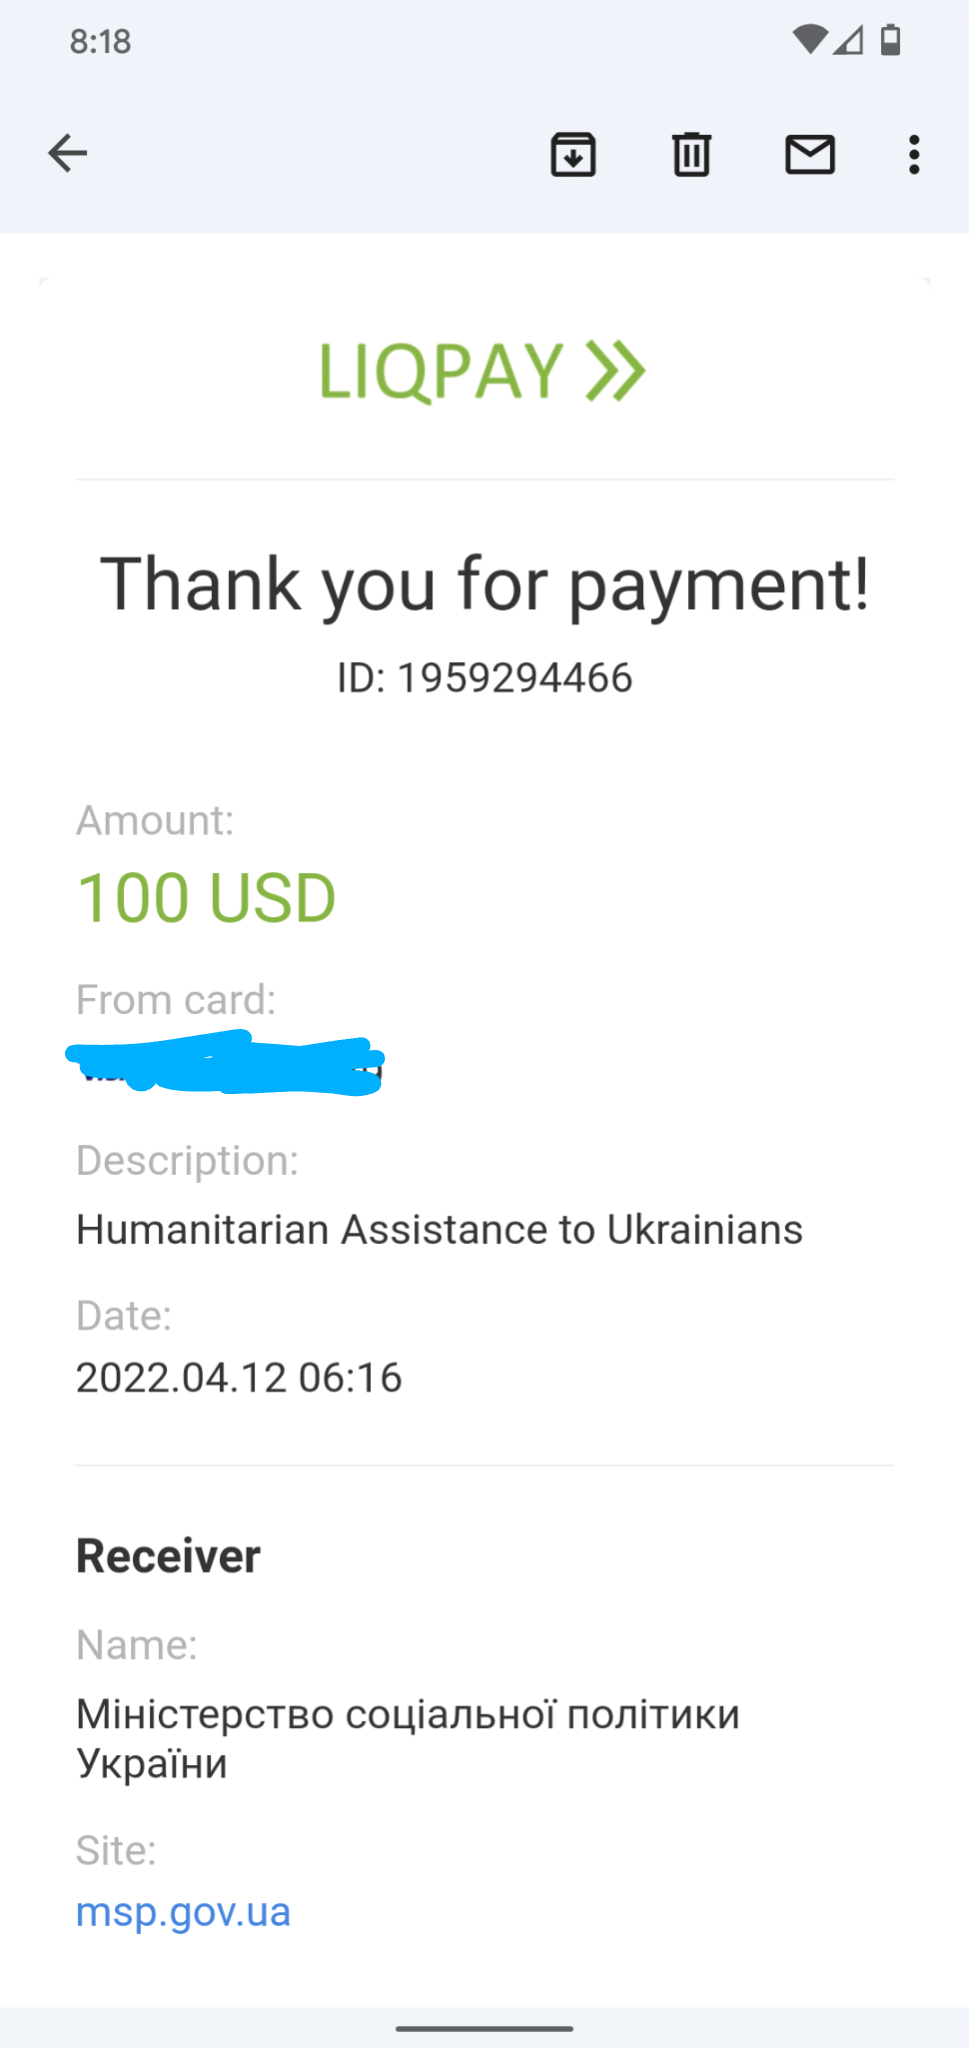 8:18
LIQPAY
Thank you for payment!
ID: 1959294466
Amount:
100 USD
From card:
Description:
Humanitarian Assistance to Ukrainians
Date:
2022.04.12 06:16
Receiver
Name:
Міністерство соціальної політики
України
Site:
msp.gov.ua